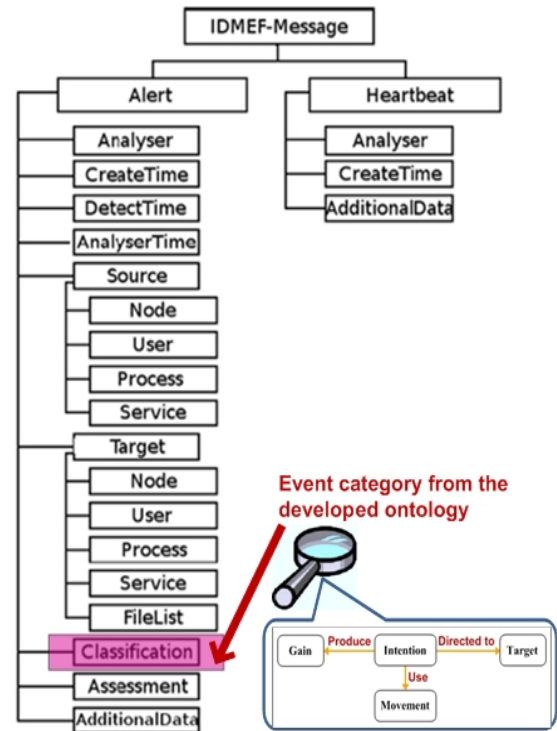 IDMEF-Message
Alert
Heartbeat
Analyser
CreateTime
DetectTime
AnalyserTime
Source
Node
User
Process
Service
Target
Node
User
Process
Service
FileList
Classification
Assessment
AdditionalData
Analyser
CreateTime
AdditionalData
Event category from the
developed ontology
Gain
Produce
Intention
Directed to
Target
Use
Movement